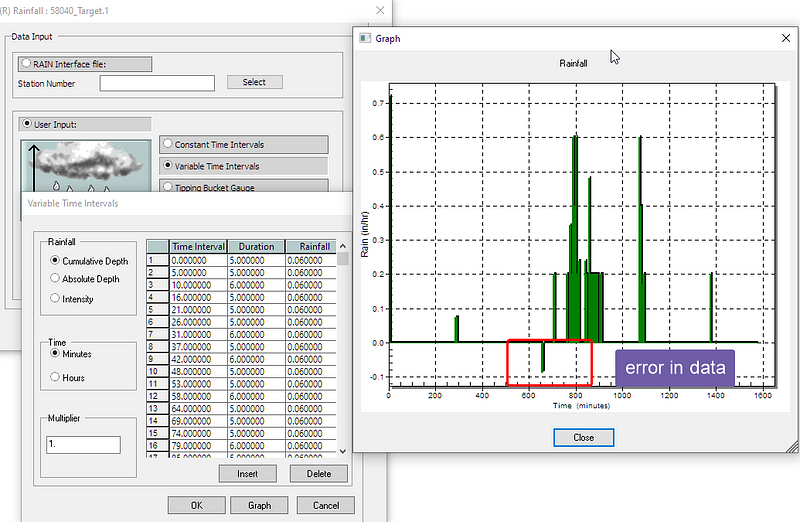 (R) Rainfall : 58040_Target.1
Data Input
RAIN Interface file:
Station Number
Select
User Input:
Constant Time Intervals
Variable Time Intervals
Tipping Bucket Gauge
Variable Time Intervals
Rainfall
Cumulative Depth
Absolute Depth
Intensity
Time
Minutes
Hours
Multiplier
1.
Time Interval Duration Rainfall
1 0.000000 5.000000 0.060000
2 5.000000 5.000000 0.060000
3 10.000000 6.000000 0.060000
4 16.000000 5.000000 0.060000
5 21.000000 5.000000 0.060000
6 26.000000 5.000000 0.060000
7 31.000000 6.000000 0.060000
8 37.000000 5.000000 0.060000
9 42.000000 6.000000 0.060000
10 48.000000 5.000000 0.060000
11 53.000000 5.000000 0.060000
12 58.000000 6.000000 0.060000
13 64.000000 5.000000 0.060000
14 69.000000 5.000000 0.060000
15 74.000000 5.000000 0.060000
16 79.000000 6.000000 0.060000
Insert
Delete
OK
Graph
Cancel
Graph
Rainfall
Rain (in/hr)
0.7
0.6
0.5
0.4
0.3
0.2
0.1
0.0
-0.1
0 200 400 600 800 1000 1200 1400 1600
Time (minutes)
error in data
Close